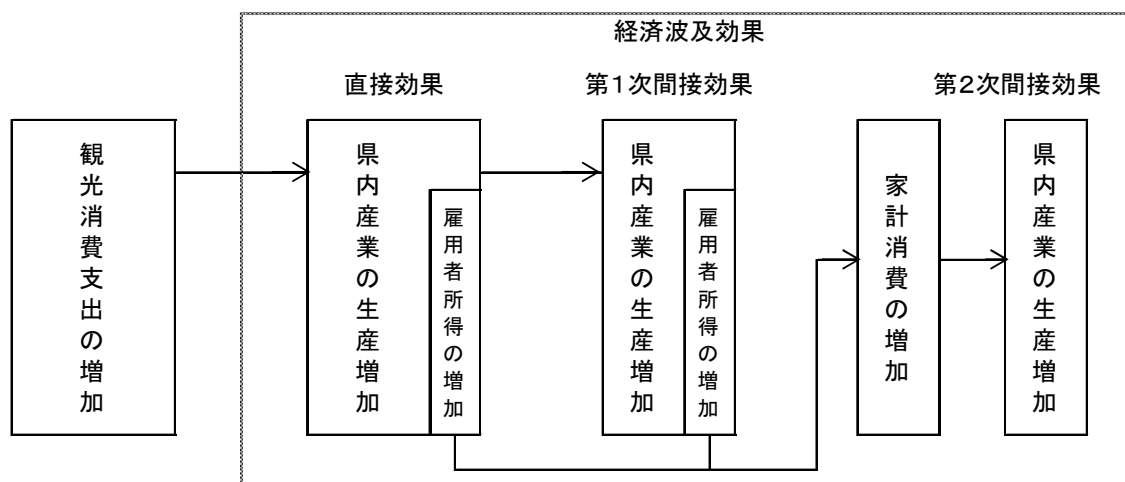 経済波及効果
直接効果
第1次間接効果
第2次間接効果
観光消費支出の増加
県内産業の生産増加
雇用者所得の増加
県内産業の生産増加
雇用者所得の増加
家計消費の増加
県内産業の生産増加